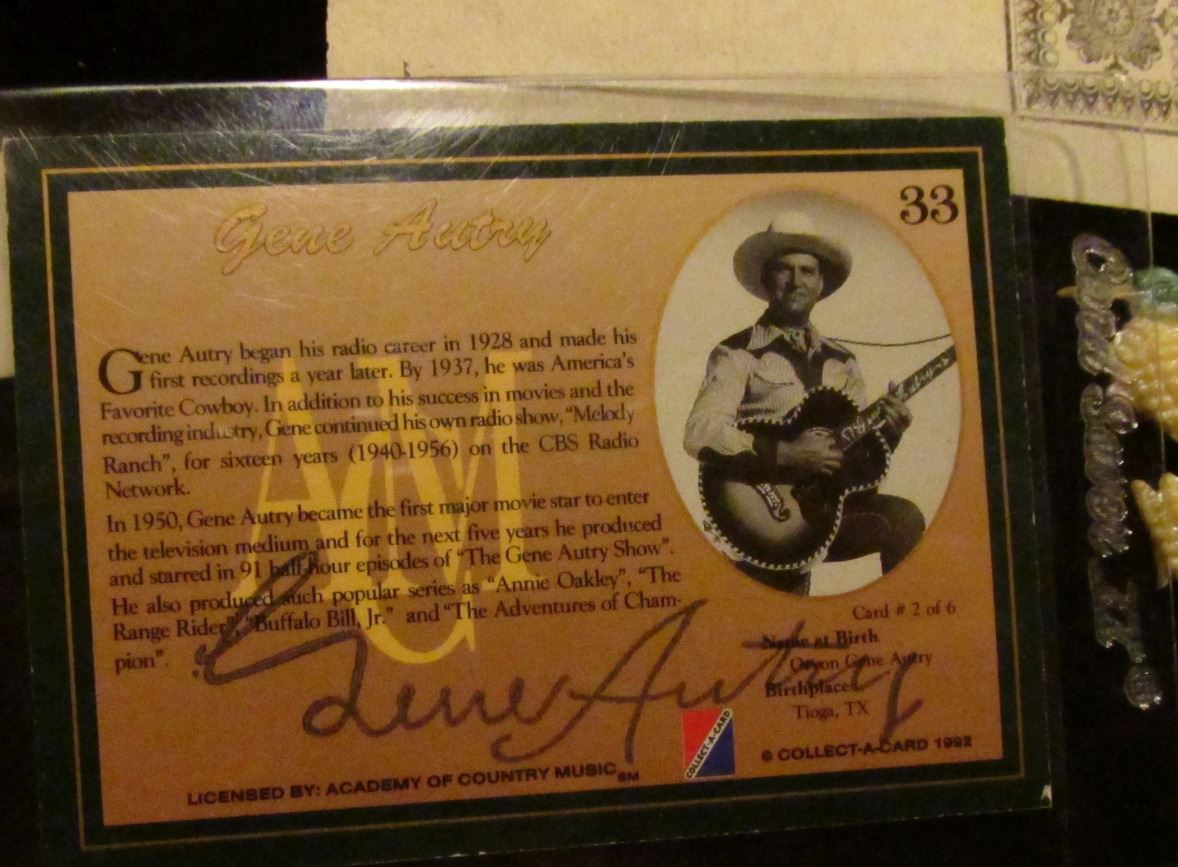 Gene Autry
33
Gene Autry began his radio career in 1928 and made his
first recordings a year later. By 1937, he was America's
Favorite Cowboy. In addition to his success in movies and the
recording industry, Gene continued his own radio show, "Melody
Ranch", for sixteen years (1940-1956) on the CBS Radio
Network.
In 1950, Gene Autry became the first major movie star to enter
the television medium and for the next five years he produced
and starred in 91 half-hour episodes of "The Gene Autry Show".
He also produced such popular series as "Annie Oakley", "The
Range Rider", "Buffalo Bill, Jr." and "The Adventures of Cham-
pion".
ACM
Card # 2 of 6
Name at Birth
Orvon Gene Autry
Birthplace
Tioga, TX
Gene Autry
COLLECT-A-CARD
© COLLECT-A-CARD 1992
LICENSED BY: ACADEMY OF COUNTRY MUSIC SM